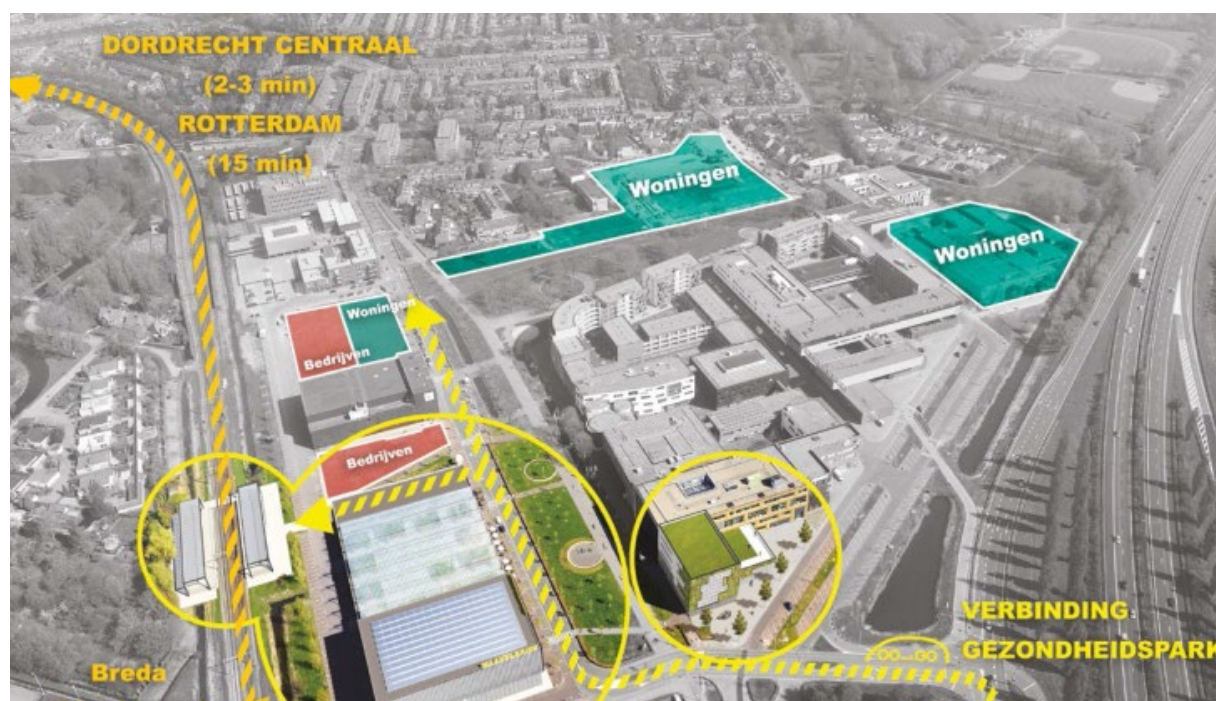 DORDRECHT CENTRAAL
(2-3 min)
ROTTERDAM
(15 min)
Woningen
Woningen
Woningen
Bedrijven
Bedrijven
VERBINDING
GEZONDHEIDSPARK
Breda